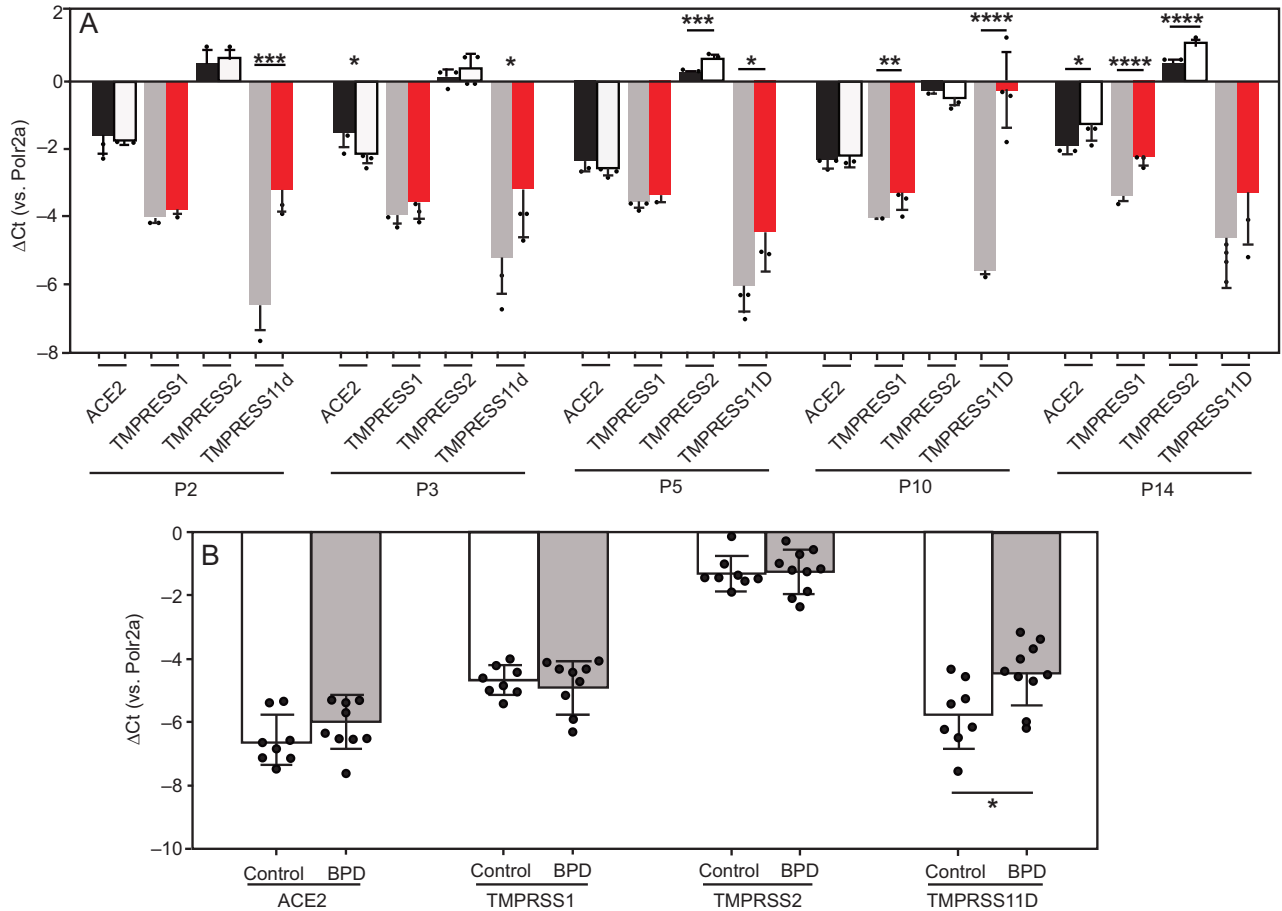 A
2
0
–2
–4
–6
–8
ΔCt (vs. Polr2a)
*** * * *** * ** **** * **** ****
ACE2 TMPRESS1 TMPRESS2 TMPRESS11d
ACE2 TMPRESS1 TMPRESS2 TMPRESS11d
ACE2 TMPRESS1 TMPRESS2 TMPRESS11D
ACE2 TMPRESS1 TMPRESS2 TMPRESS11D
ACE2 TMPRESS1 TMPRESS2 TMPRESS11D
P2 P3 P5 P10 P14
B
0
–2
–4
–6
–8
–10
ΔCt (vs. Polr2a)
*
Control BPD Control BPD Control BPD Control BPD
ACE2 TMPRSS1 TMPRSS2 TMPRSS11D